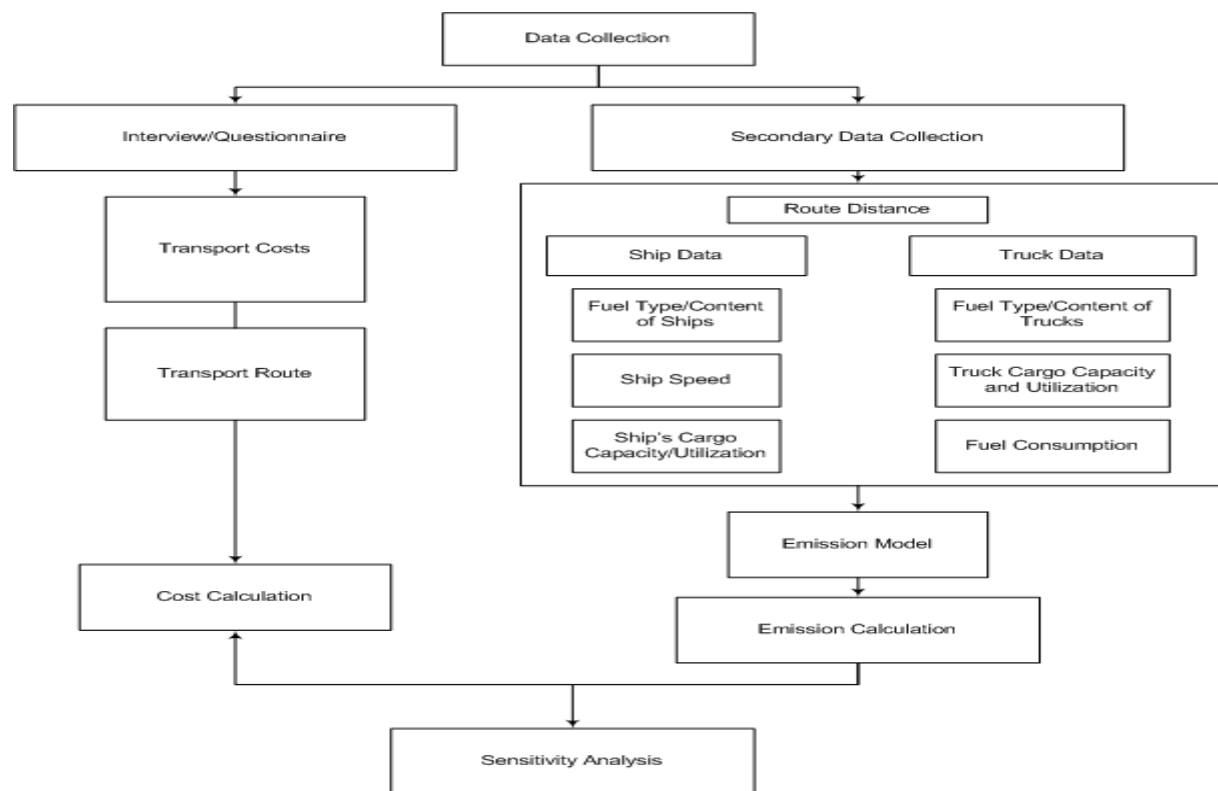 Data Collection
Interview/Questionnaire
Secondary Data Collection
Transport Costs
Transport Route
Route Distance
Ship Data
Truck Data
Fuel Type/Content
of Ships
Fuel Type/Content of
Trucks
Ship Speed
Truck Cargo Capacity
and Utilization
Ship's Cargo
Capacity/Utilization
Fuel Consumption
Emission Model
Cost Calculation
Emission Calculation
Sensitivity Analysis